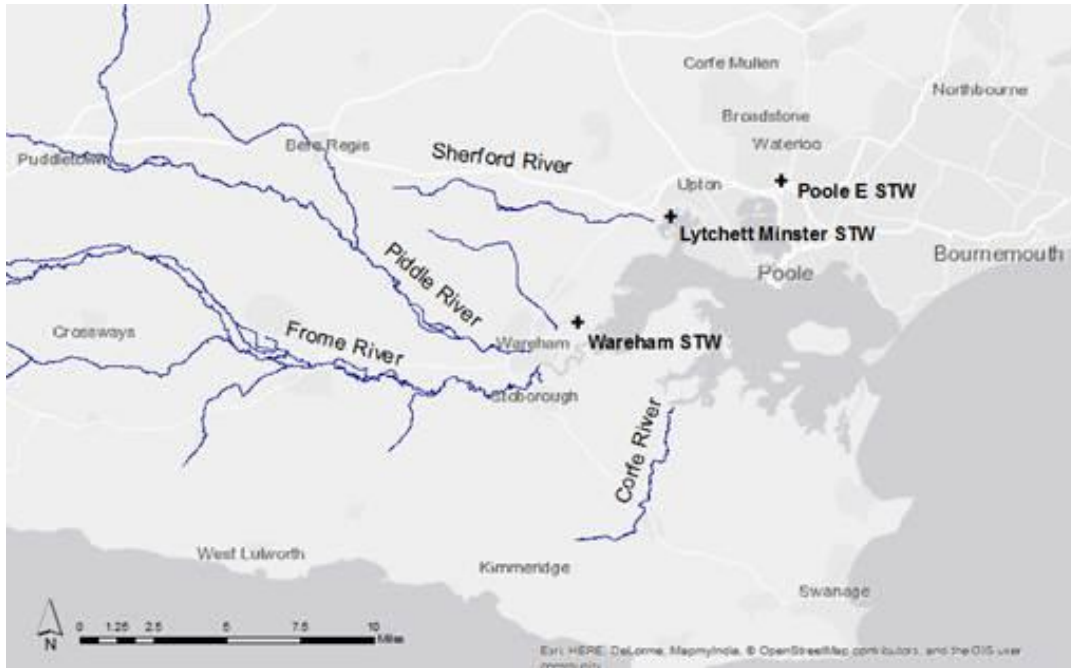 Corfe Mullen
Northbourne
Broadstone
Waterloo
Bere Regis
Puddletown
Sherford River
Upton
Poole E STW
Lytchett Minster STW
Bournemouth
Poole
Piddle River
Crossways
Frome River
Wareham
Wareham STW
Stoborough
Corfe River
West Lulworth
Kimmeridge
Swanage
N
0 1.25 2.5 5 7.5 10
Miles
Esri, HERE, DeLorme, MapmyIndia, © OpenStreetMap contributors, and the GIS user
community